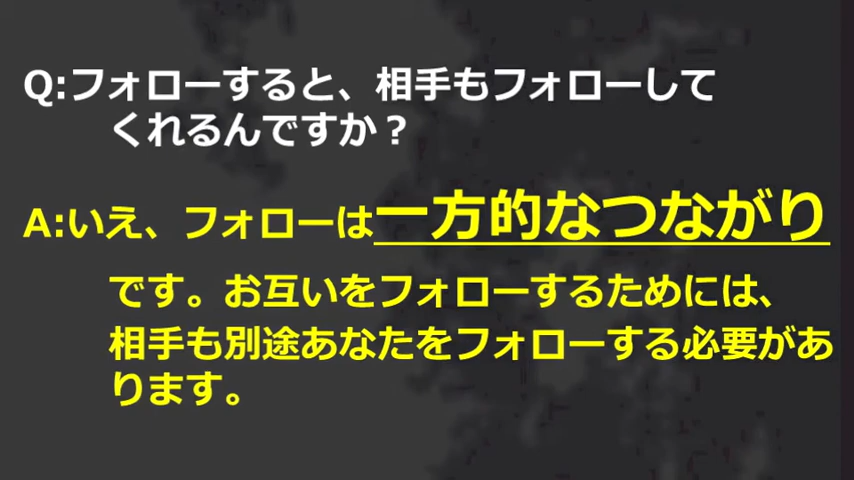 Q:フォローすると、相手もフォローして
くれるんですか？
A:いえ、フォローは一方的なつながり
です。お互いをフォローするためには、
相手も別途あなたをフォローする必要があ
ります。